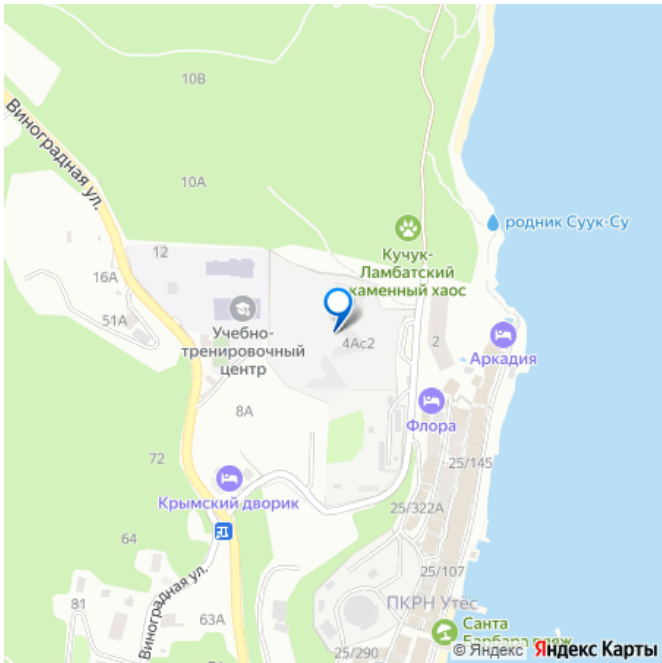 10В
Виноградная ул.
10А
родник Суук-Су
12
Кучук-
Ламбатский
каменный хаос
16А
51А
Учебно-
тренировочный
центр
4Ас2
2
Аркадия
8А
Флора
72
25/145
Крымский дворик
25/322А
64
25/107
Виноградная ул.
81
63А
ПКРН Утёс
Санта
Барбара пляж
25/290
© Яндекс Яндекс Карты